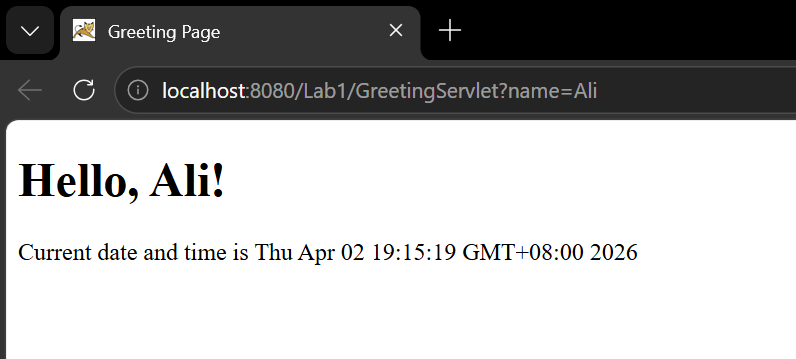 Greeting Page
localhost:8080/Lab1/GreetingServlet?name=Ali
Hello, Ali!
Current date and time is Thu Apr 02 19:15:19 GMT+08:00 2026